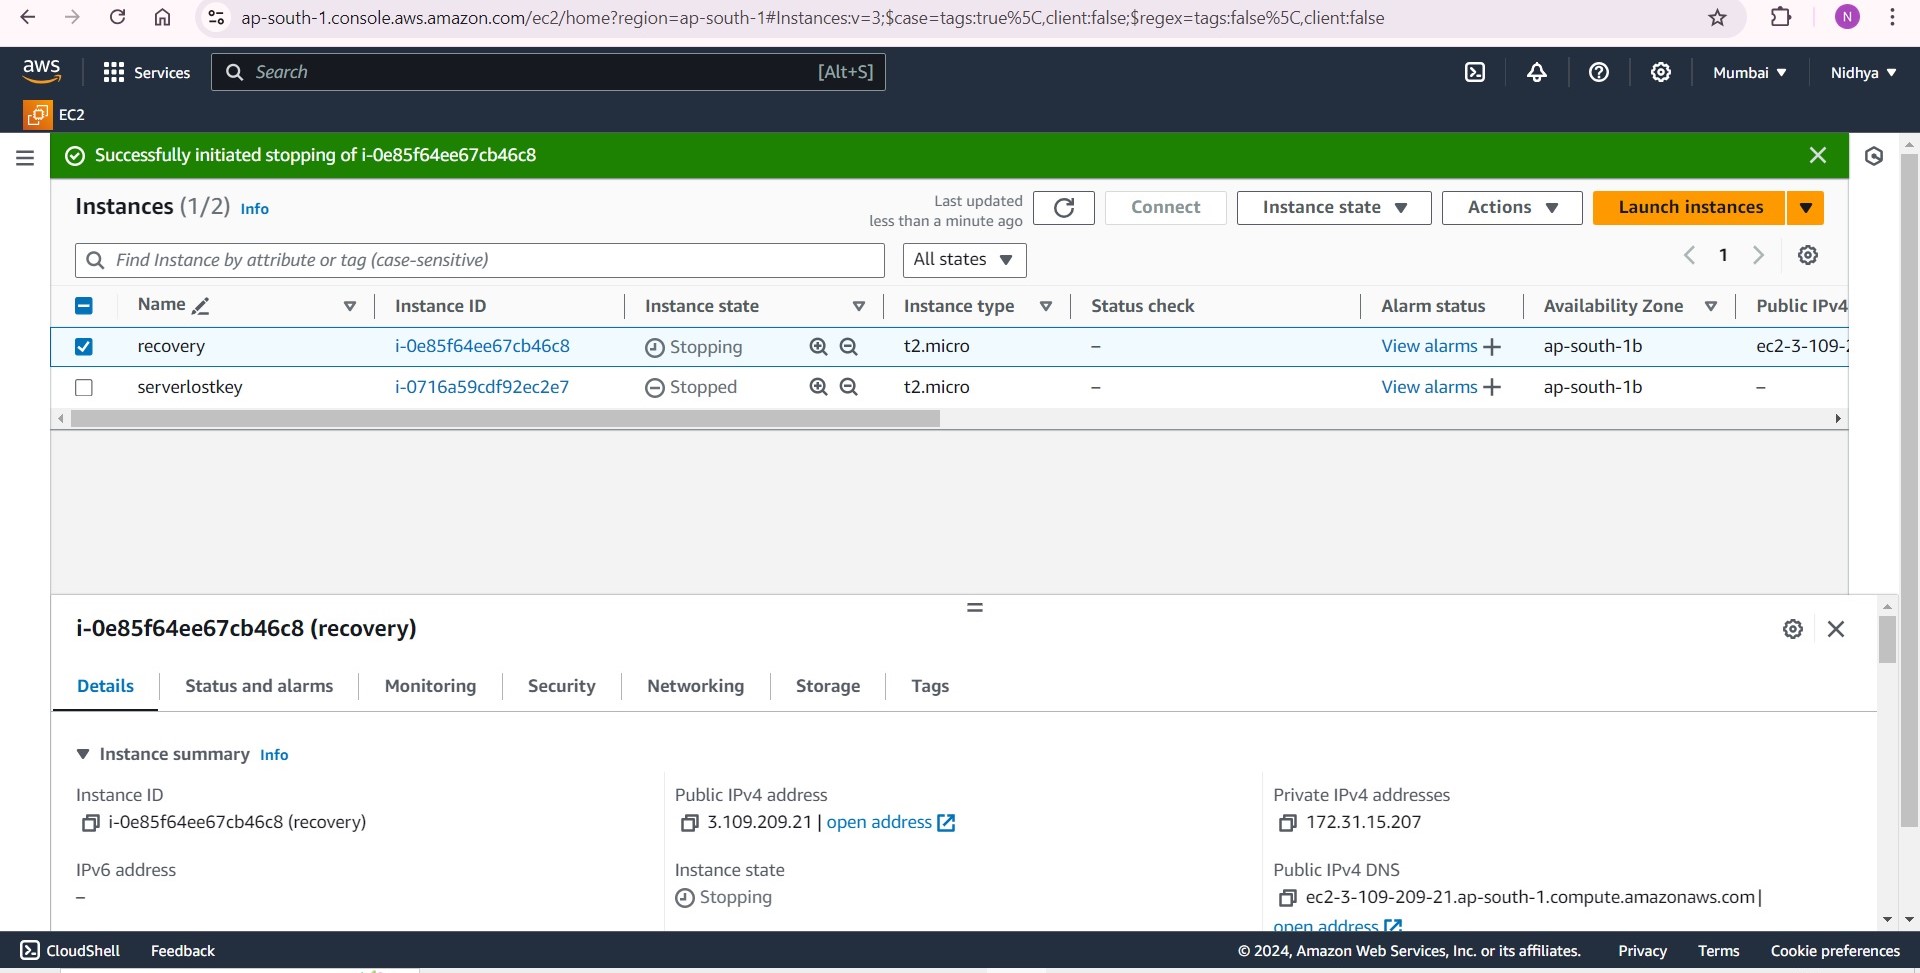 ap-south-1.console.aws.amazon.com/ec2/home?region=ap-south-1#Instances:v=3;$case=tags:true%5C,client:false;$regex=tags:false%5C,client:false
N
aws
Services
Search
[Alt+S]
Mumbai
Nidhya
EC2
Successfully initiated stopping of i-0e85f64ee67cb46c8
Instances (1/2) Info
Last updated
less than a minute ago
Connect
Instance state
Actions
Launch instances
Find Instance by attribute or tag (case-sensitive)
All states
1
Name Instance ID Instance state Instance type Status check Alarm status Availability Zone Public IPv4
recovery i-0e85f64ee67cb46c8 Stopping t2.micro – View alarms + ap-south-1b ec2-3-109-2
serverlostkey i-0716a59cdf92ec2e7 Stopped t2.micro – View alarms + ap-south-1b –
i-0e85f64ee67cb46c8 (recovery)
Details Status and alarms Monitoring Security Networking Storage Tags
Instance summary Info
Instance ID
i-0e85f64ee67cb46c8 (recovery)
Public IPv4 address
3.109.209.21 | open address
Private IPv4 addresses
172.31.15.207
IPv6 address
–
Instance state
Stopping
Public IPv4 DNS
ec2-3-109-209-21.ap-south-1.compute.amazonaws.com |
open address
CloudShell Feedback © 2024, Amazon Web Services, Inc. or its affiliates. Privacy Terms Cookie preferences